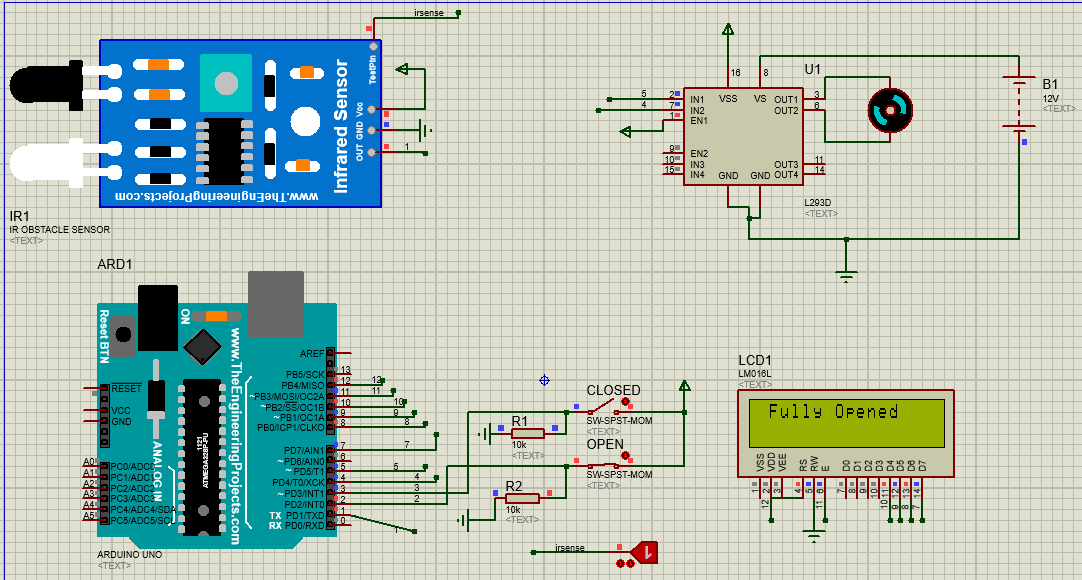 irsense
TestPin
Infrared Sensor
Vcc
GND
OUT
1
www.TheEngineeringProjects.com
IR1
IR OBSTACLE SENSOR
<TEXT>
16
8
U1
VSS
VS
5
2
IN1
OUT1
3
4
7
IN2
OUT2
6
1
EN1
9
EN2
10
IN3
OUT3
11
15
IN4
OUT4
14
GND
GND
L293D
<TEXT>
B1
12V
<TEXT>
ARD1
Reset BTN
ON
www.TheEngineeringProjects.com
ANALOG IN
ATMEGA328P-PU
1121
RESET
VCC
GND
A0 PC0/ADC0
A1 PC1/ADC1
A2 PC2/ADC2
A3 PC3/ADC3
A4 PC4/ADC4/SDA
A5 PC5/ADC5/SCL
AREF
PB5/SCK 13
PB4/MISO 12 12
~PB3/MOSI/OC2A 11 11
~PB2/SS/OC1B 10 10
~PB1/OC1A 9 9
PB0/ICP1/CLKO 8 8
PD7/AIN1 7 7
~PD6/AIN0 6
~PD5/T1 5 5
PD4/T0/XCK 4 4
~PD3/INT1 3 3
PD2/INT0 2 2
TX PD1/TXD 1 1
RX PD0/RXD 0
ARDUINO UNO
<TEXT>
CLOSED
SW-SPST-MOM
<TEXT>
R1
10k
<TEXT>
OPEN
SW-SPST-MOM
<TEXT>
R2
10k
<TEXT>
irsense
1
LCD1
LM016L
<TEXT>
Fully Opened
VSS VDD VEE RS RW E D0 D1 D2 D3 D4 D5 D6 D7
1 2 3 4 5 6 7 8 9 10 11 12 13 14
12 11 10 9 8 7